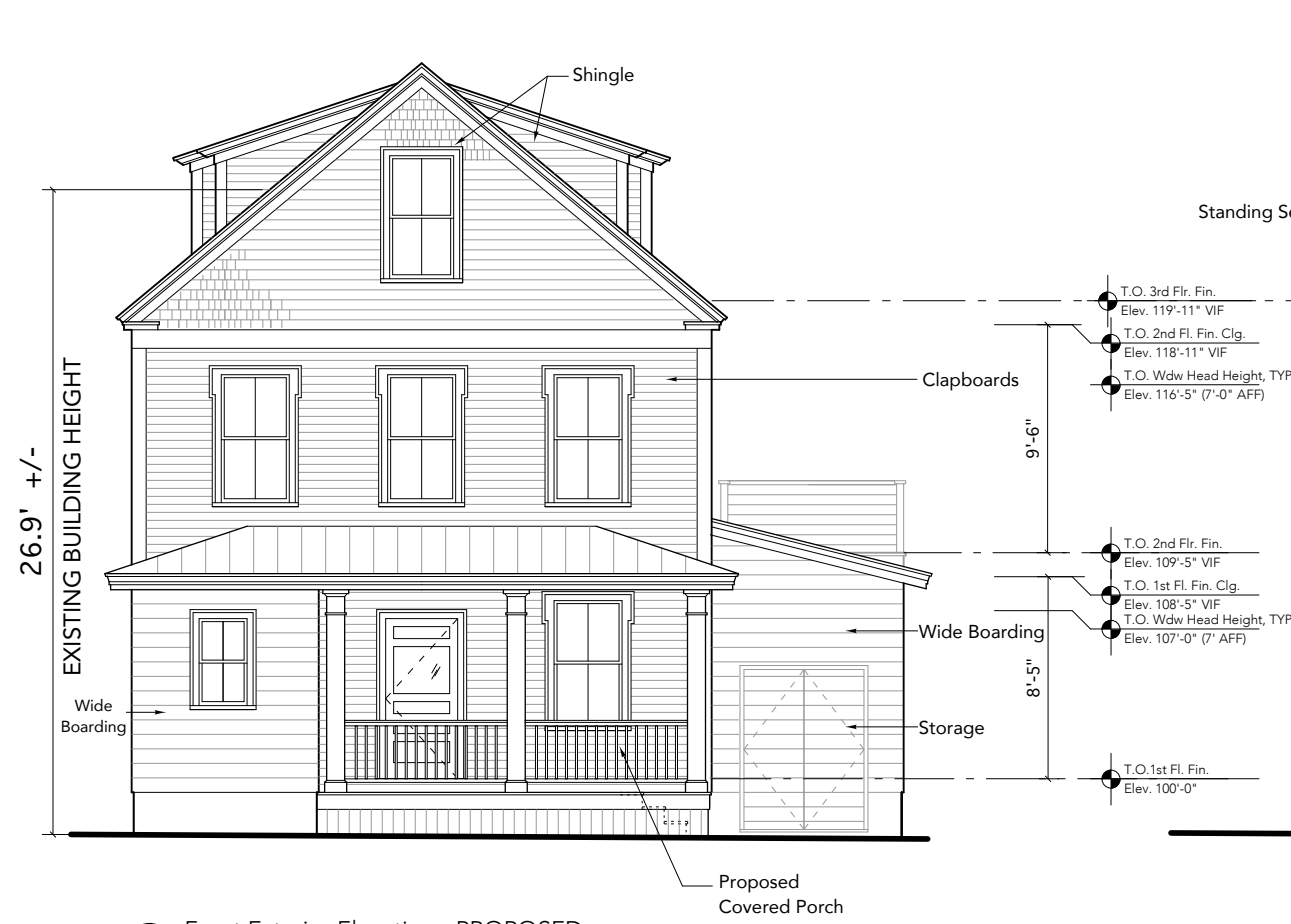 Shingle
Standing Se
T.O. 3rd Flr. Fin.
Elev. 119'-11" VIF
T.O. 2nd Fl. Fin. Clg.
Elev. 118'-11" VIF
Clapboards
T.O. Wdw Head Height, TYP
Elev. 116'-5" (7'-0" AFF)
9'-6"
26.9' +/-
EXISTING BUILDING HEIGHT
T.O. 2nd Flr. Fin.
Elev. 109'-5" VIF
T.O. 1st Fl. Fin. Clg.
Elev. 108'-5" VIF
T.O. Wdw Head Height, TYP
Elev. 107'-0" (7' AFF)
Wide Boarding
8'-5"
Wide
Boarding
Storage
T.O.1st Fl. Fin.
Elev. 100'-0"
Proposed
Covered Porch
Front Exterior Elevation - PROPOSED